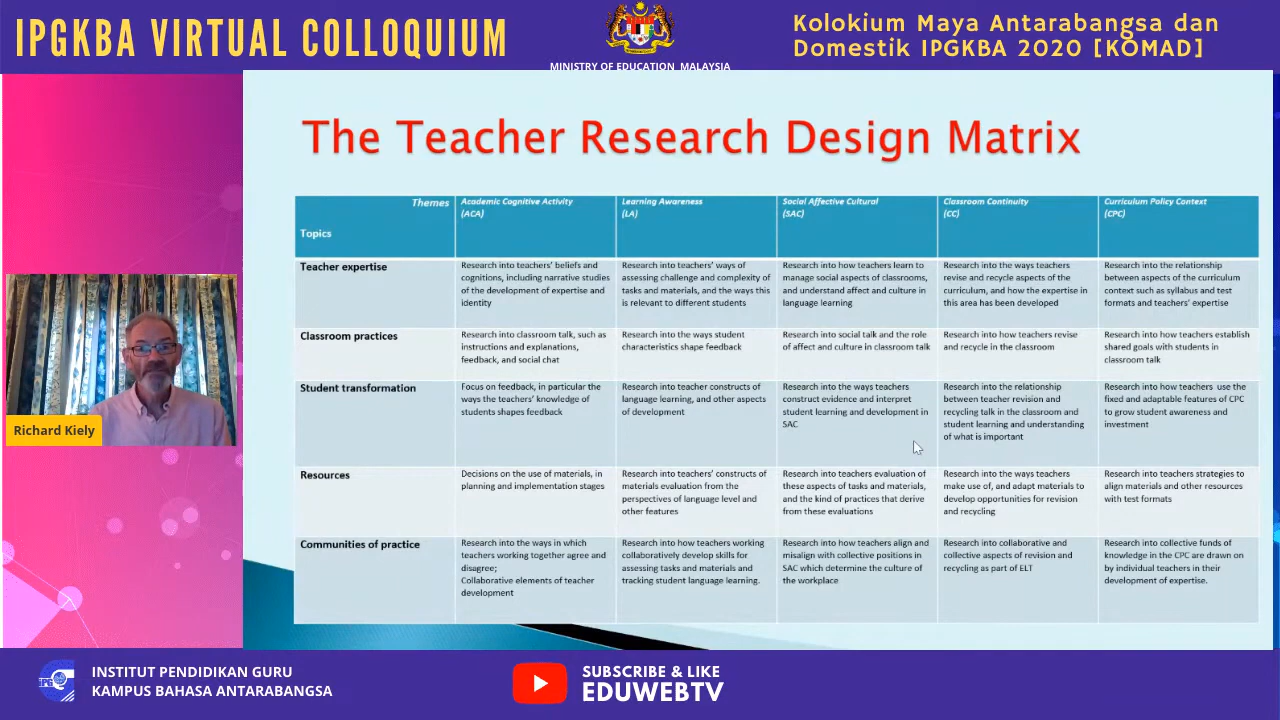 IPGKBA VIRTUAL COLLOQUIUM
MINISTRY OF EDUCATION MALAYSIA
Kolokium Maya Antarabangsa dan
Domestik IPGKBA 2020 [KOMAD]
The Teacher Research Design Matrix
Themes
Topics
Academic Cognitive Activity
(ACA)
Learning Awareness
(LA)
Social Affective Cultural
(SAC)
Classroom Continuity
(CC)
Curriculum Policy Context
(CPC)
Teacher expertise
Research into teachers' beliefs and
cognitions, including narrative studies
of the development of expertise and
identity
Research into teachers' ways of
assessing challenge and complexity of
tasks and materials, and the ways this
is relevant to different students
Research into how teachers learn to
manage social aspects of classrooms,
and understand affect and culture in
language learning
Research into the ways teachers
revise and recycle aspects of the
curriculum, and how the expertise in
this area has been developed
Research into the relationship
between aspects of the curriculum
context such as syllabus and test
formats and teachers' expertise
Classroom practices
Research into classroom talk, such as
instructions and explanations,
feedback, and social chat
Research into the ways student
characteristics shape feedback
Research into social talk and the role
of affect and culture in classroom talk
Research into how teachers revise
and recycle in the classroom
Research into how teachers establish
shared goals with students in
classroom talk
Student transformation
Focus on feedback, in particular the
ways the teachers' knowledge of
students shapes feedback
Research into teacher constructs of
language learning, and other aspects
of development
Research into the ways teachers
construct evidence and interpret
student learning and development in
SAC
Research into the relationship
between teacher revision and
recycling talk in the classroom and
student learning and understanding
of what is important
Research into how teachers use the
fixed and adaptable features of CPC
to grow student awareness and
investment
Resources
Decisions on the use of materials, in
planning and implementation stages
Research into teachers' constructs of
materials evaluation from the
perspectives of language level and
other features
Research into teachers evaluation of
these aspects of tasks and materials,
and the kind of practices that derive
from these evaluations
Research into the ways teachers
make use of, and adapt materials to
develop opportunities for revision
and recycling
Research into teachers strategies to
align materials and other resources
with test formats
Communities of practice
Research into the ways in which
teachers working together agree and
disagree;
Collaborative elements of teacher
development
Research into how teachers working
collaboratively develop skills for
assessing tasks and materials and
tracking student language learning.
Research into how teachers align and
misalign with collective positions in
SAC which determine the culture of
the workplace
Research into collaborative and
collective aspects of revision and
recycling as part of ELT
Research into collective funds of
knowledge in the CPC are drawn on
by individual teachers in their
development of expertise.
Richard Kiely
INSTITUT PENDIDIKAN GURU
KAMPUS BAHASA ANTARABANGSA
SUBSCRIBE & LIKE
EDUWEBTV